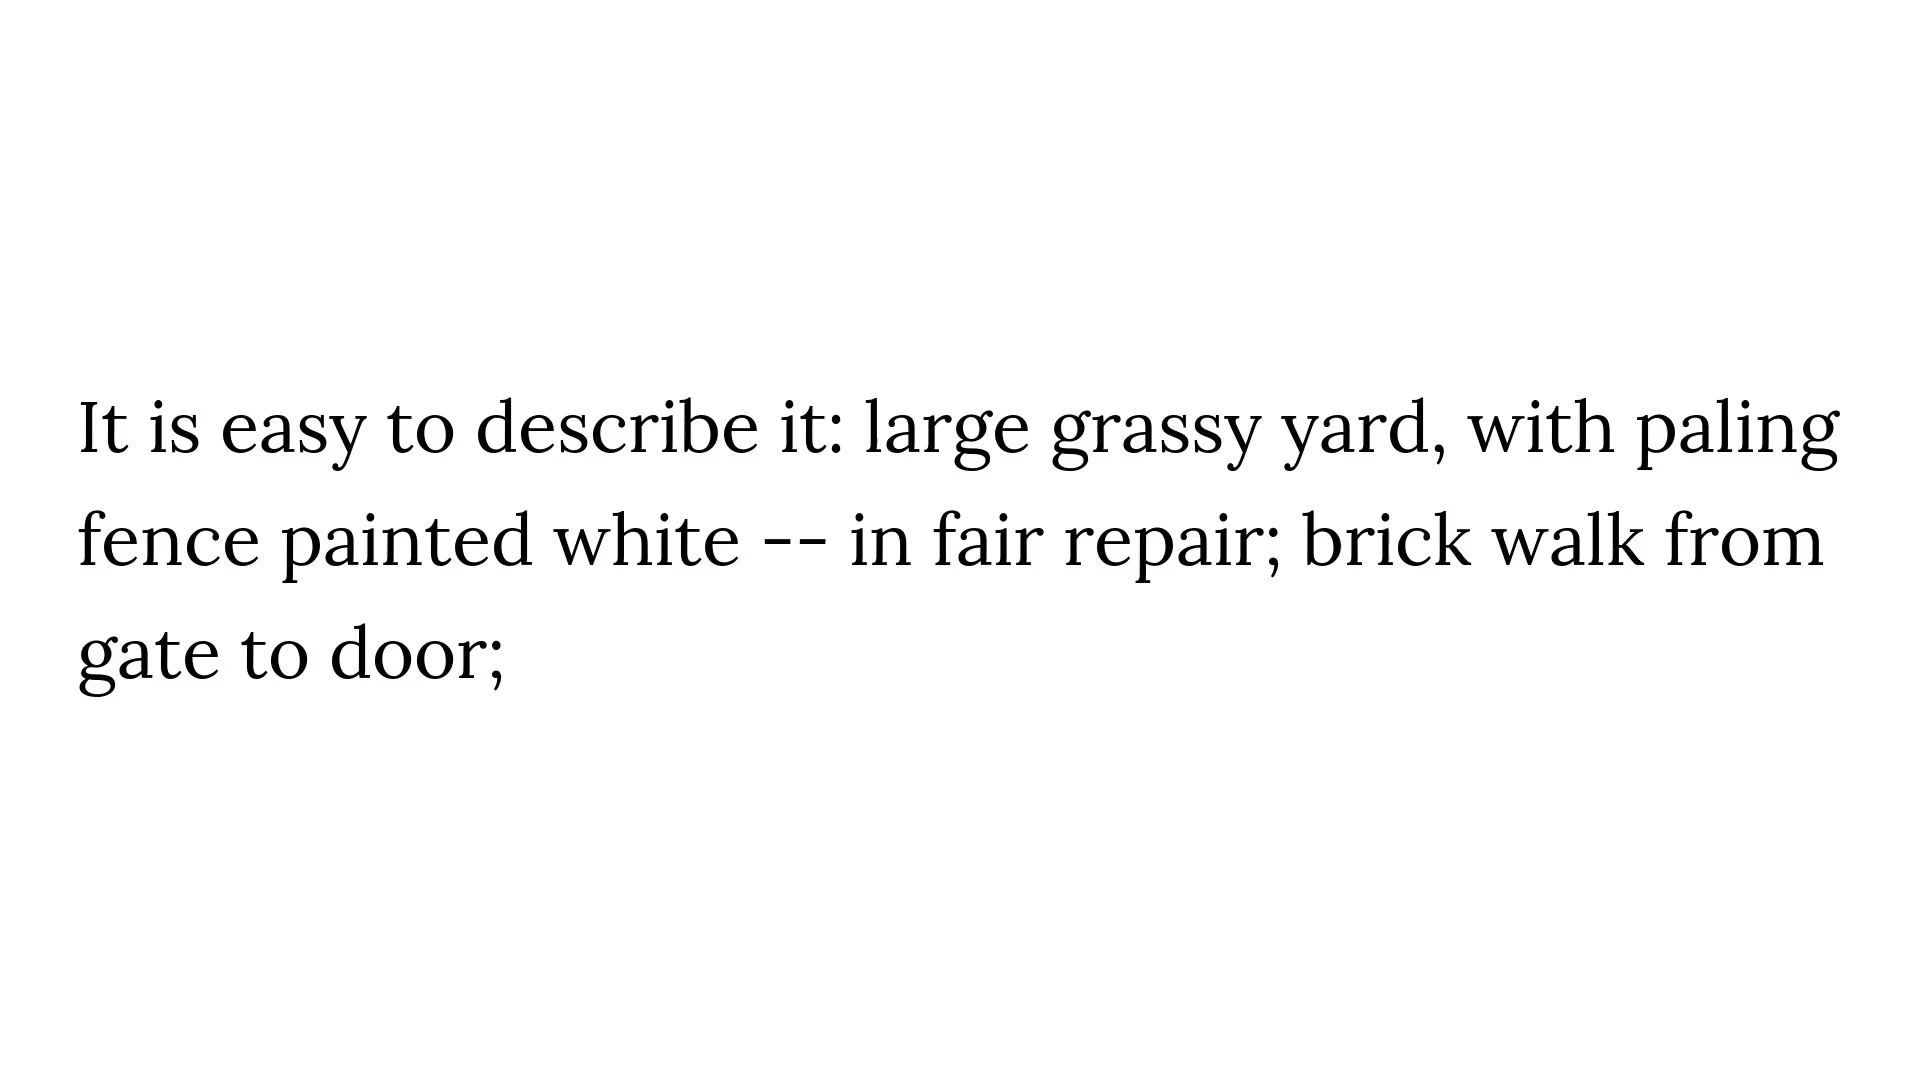 It is easy to describe it: large grassy yard, with paling
fence painted white -- in fair repair; brick walk from
gate to door;